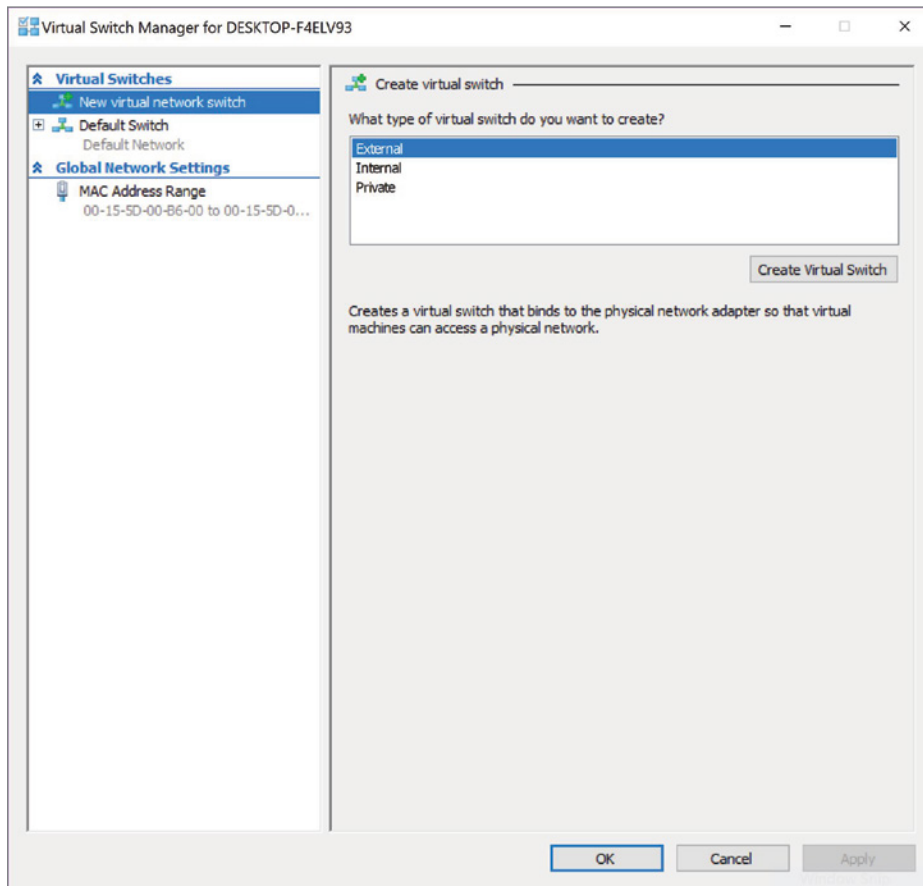 Virtual Switch Manager for DESKTOP-F4ELV93
Virtual Switches
New virtual network switch
Default Switch
Default Network
Global Network Settings
MAC Address Range
00-15-5D-00-B6-00 to 00-15-5D-0...
Create virtual switch
What type of virtual switch do you want to create?
External
Internal
Private
Create Virtual Switch
Creates a virtual switch that binds to the physical network adapter so that virtual
machines can access a physical network.
OK
Cancel
Apply